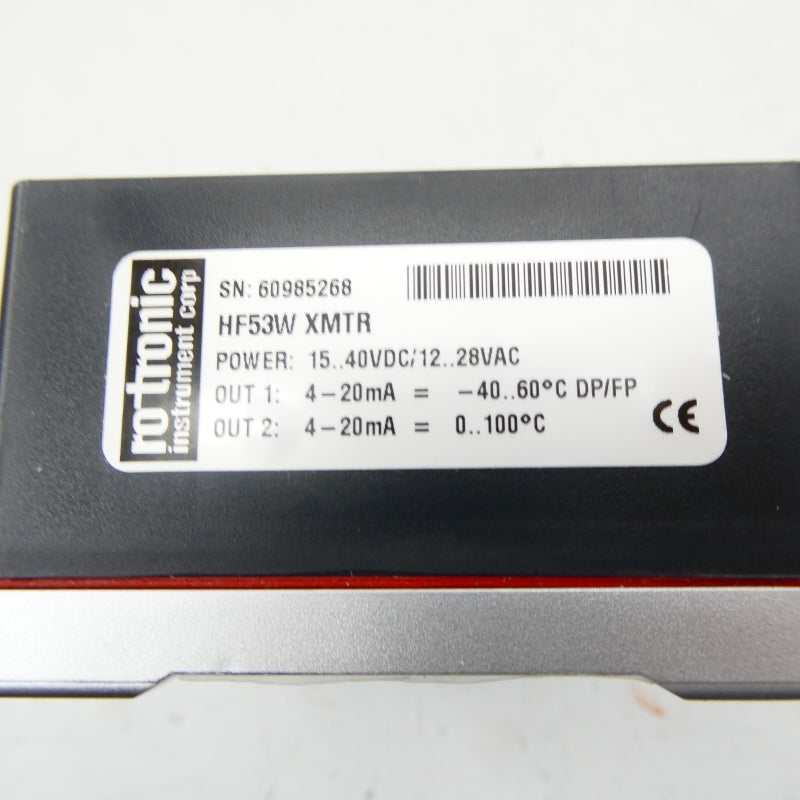 rotronic
instrument corp
SN: 60985268
HF53W XMTR
POWER: 15..40VDC/12..28VAC
OUT 1: 4-20mA = -40..60°C DP/FP
OUT 2: 4-20mA = 0..100°C
CE